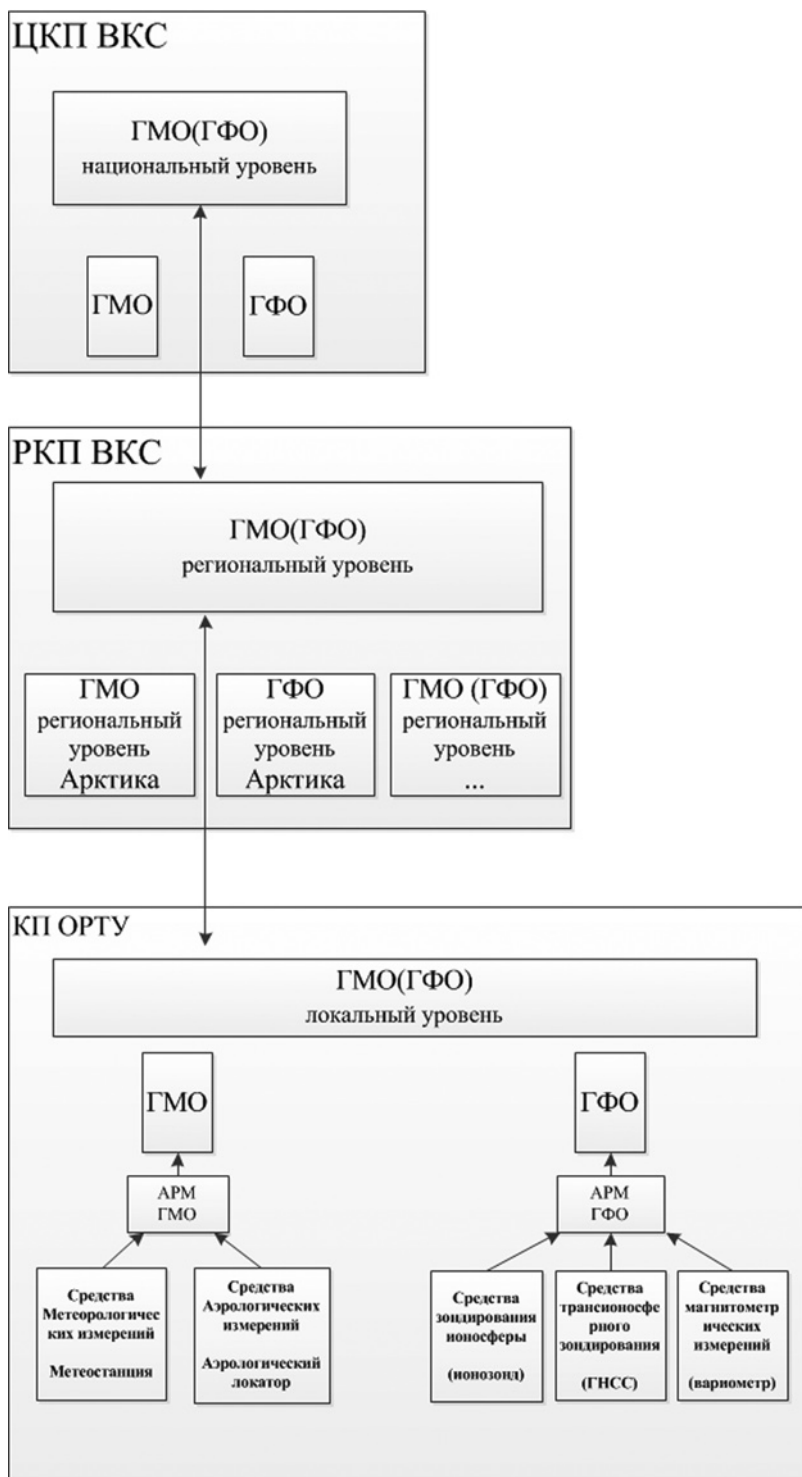 ЦКП ВКС
ГМО(ГФО)
национальный уровень
ГМО
ГФО
РКП ВКС
ГМО(ГФО)
региональный уровень
ГМО
региональный
уровень
Арктика
ГФО
региональный
уровень
Арктика
ГМО (ГФО)
региональный
уровень
...
КП ОРТУ
ГМО(ГФО)
локальный уровень
ГМО
ГФО
АРМ
ГМО
АРМ
ГФО
Средства
Метеорологичес
ких измерений
Метеостанция
Средства
Аэрологических
измерений
Аэрологический
локатор
Средства
зондирования
ионосферы
(ионозонд)
Средства
трансионосфе
рного
зондирования
(ГНСС)
Средства
магнитометр
ических
измерений
(вариометр)